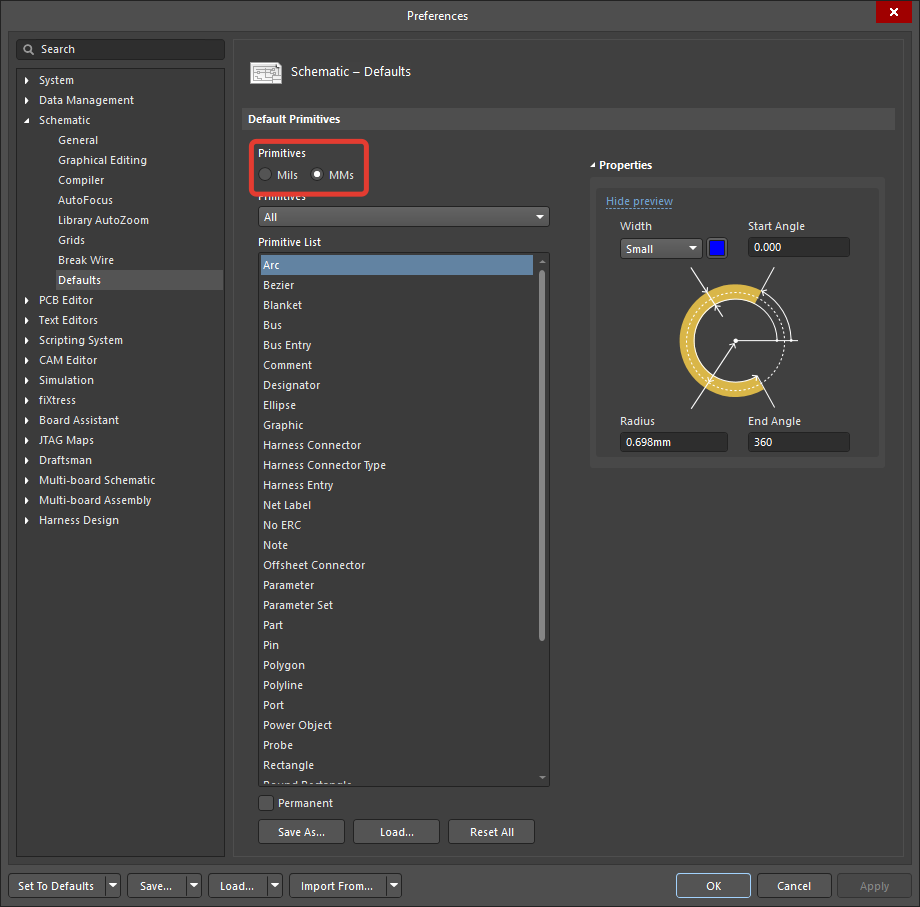 Preferences
Search
System
Data Management
Schematic
General
Graphical Editing
Compiler
AutoFocus
Library AutoZoom
Grids
Break Wire
Defaults
PCB Editor
Text Editors
Scripting System
CAM Editor
Simulation
fiXtress
Board Assistant
JTAG Maps
Draftsman
Multi-board Schematic
Multi-board Assembly
Harness Design
Schematic – Defaults
Default Primitives
Primitives
Mils MMs
Primitives
All
Primitive List
Arc
Bezier
Blanket
Bus
Bus Entry
Comment
Designator
Ellipse
Graphic
Harness Connector
Harness Connector Type
Harness Entry
Net Label
No ERC
Note
Offsheet Connector
Parameter
Parameter Set
Part
Pin
Polygon
Polyline
Port
Power Object
Probe
Rectangle
Round Rectangle
Permanent
Save As... Load... Reset All
Properties
Hide preview
Width Start Angle
Small 0.000
Radius End Angle
0.698mm 360
Set To Defaults Save... Load... Import From... OK Cancel Apply